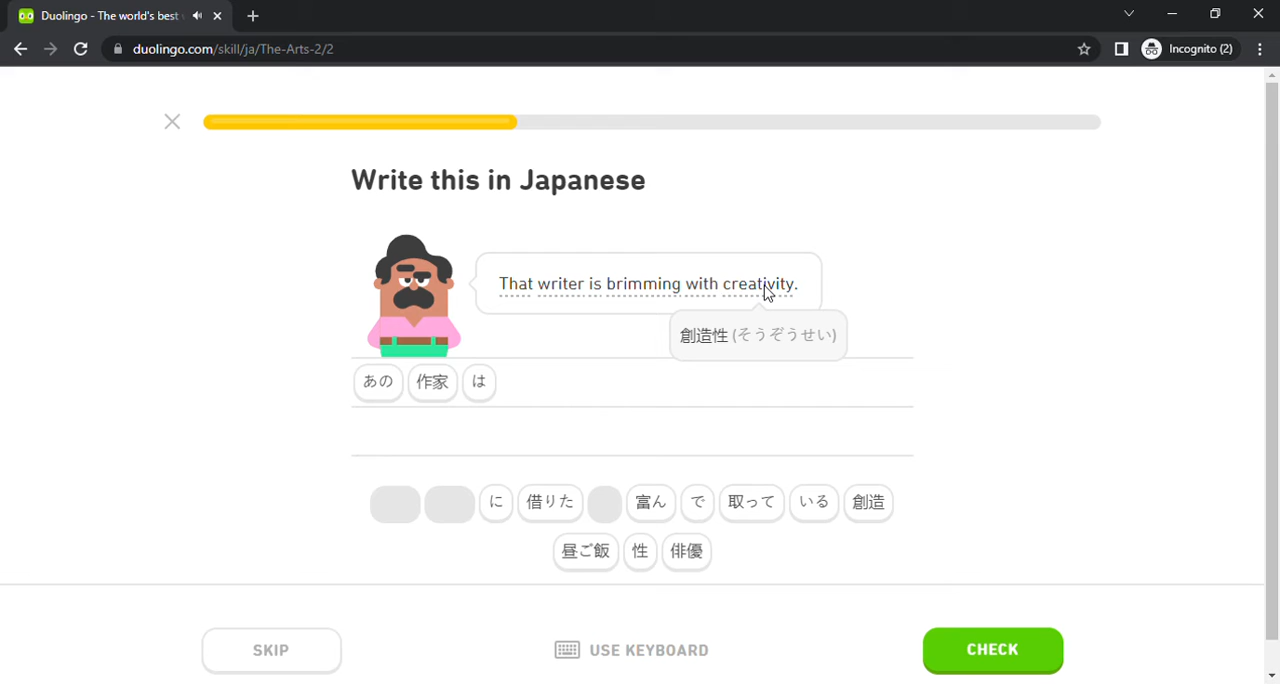 Duolingo - The world's best
duolingo.com/skill/ja/The-Arts-2/2
Incognito (2)
Write this in Japanese
That writer is brimming with creativity.
創造性 (そうぞうせい)
あの 作家 は
に 借りた 富ん で 取って いる 創造
昼ご飯 性 俳優
SKIP
USE KEYBOARD
CHECK